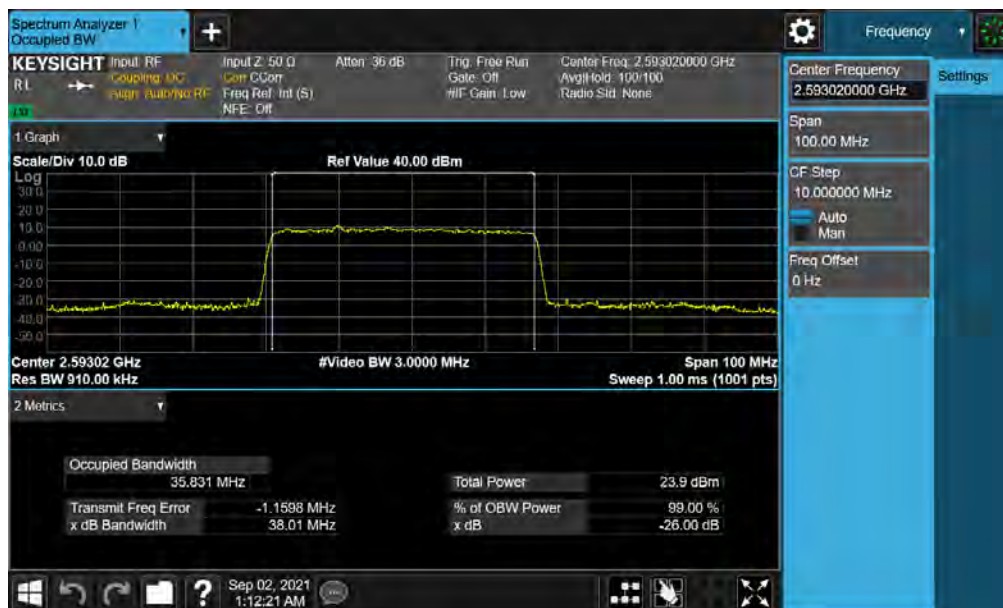 Spectrum Analyzer 1
Occupied BW
Frequency
KEYSIGHT
Input: RF
Input Z: 50 Ω
Atten: 36 dB
Trig: Free Run
Center Freq: 2.593020000 GHz
RL
Coupling: DC
Corr CCorr
Gate: Off
Avg|Hold: 100/100
Align: Auto/No RF
Freq Ref: Int (S)
#IF Gain: Low
Radio Std: None
NFE: Off
Center Frequency
2.593020000 GHz
Settings
Span
100.00 MHz
CF Step
10.000000 MHz
Auto
Man
Freq Offset
0 Hz
1 Graph
Scale/Div 10.0 dB
Ref Value 40.00 dBm
Log
30.0
20.0
10.0
0.00
-10.0
-20.0
-30.0
-40.0
-50.0
Center 2.59302 GHz
#Video BW 3.0000 MHz
Span 100 MHz
Res BW 910.00 kHz
Sweep 1.00 ms (1001 pts)
2 Metrics
Occupied Bandwidth
35.831 MHz
Total Power
23.9 dBm
Transmit Freq Error
-1.1598 MHz
% of OBW Power
99.00 %
x dB Bandwidth
38.01 MHz
x dB
-26.00 dB
?
Sep 02, 2021
1:12:21 AM